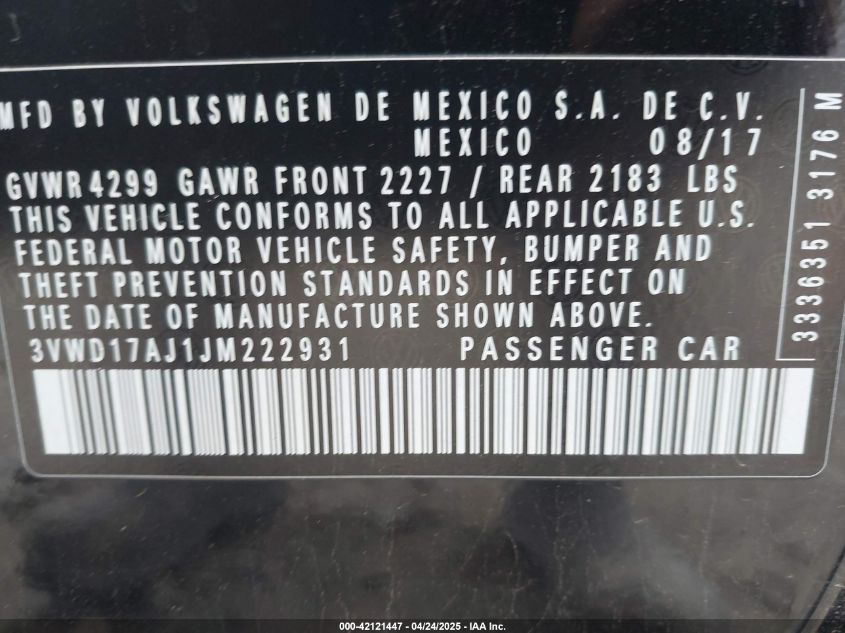 MFD BY VOLKSWAGEN DE MEXICO S.A. DE C.V.
MEXICO 08/17
GVWR 4299 GAWR FRONT 2227 / REAR 2183 LBS
THIS VEHICLE CONFORMS TO ALL APPLICABLE U.S.
FEDERAL MOTOR VEHICLE SAFETY, BUMPER AND
THEFT PREVENTION STANDARDS IN EFFECT ON
THE DATE OF MANUFACTURE SHOWN ABOVE.
3VWD17AJ1JM222931 PASSENGER CAR
3336351 3176 M
000-42121447 - 04/24/2025 - IAA Inc.